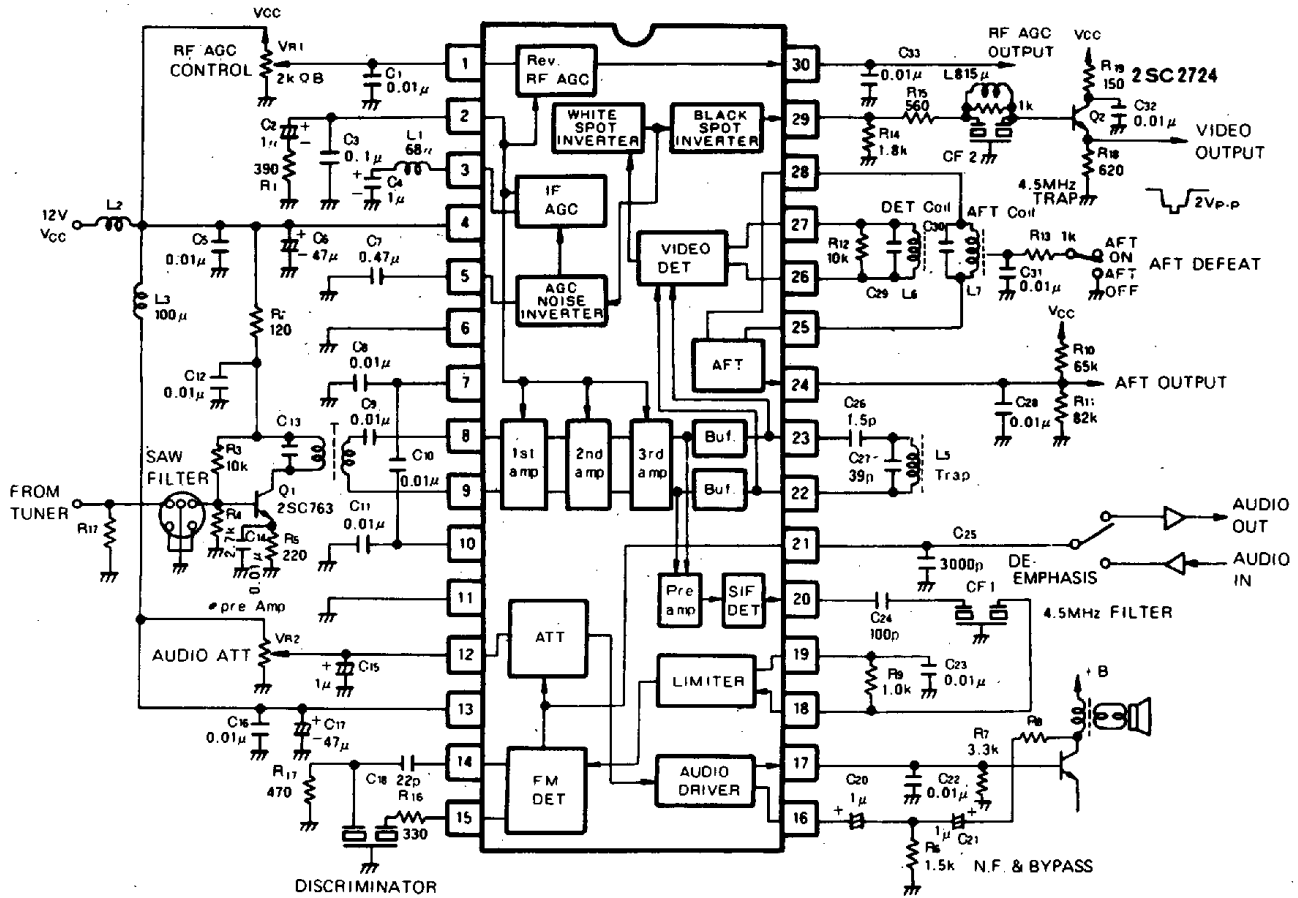 VCC
RF AGC CONTROL
VR1
2kΩB
C1
0.01μ
C2
1μ
390
R1
C3
0.1μ
L1
68μ
C4
1μ
L2
12V
VCC
C5
0.01μ
C6
47μ
C7
0.47μ
L3
100μ
120
C12
0.01μ
C8
0.01μ
C9
0.01μ
C13
T
C10
0.01μ
R3
10k
SAW FILTER
FROM TUNER
R17
Q1
2SC763
R4
2.7k
C14
0.01μ
R5
220
C11
0.01μ
pre Amp
VR2
AUDIO ATT
C15
1μ
C16
0.01μ
C17
47μ
R17
470
C18
22p
R16
330
DISCRIMINATOR
1
2
3
4
5
6
7
8
9
10
11
12
13
14
15
Rev. RF AGC
WHITE SPOT INVERTER
BLACK SPOT INVERTER
IF AGC
VIDEO DET
AGC NOISE INVERTER
AFT
1st amp
2nd amp
3rd amp
Buf.
Buf.
Pre amp
SIF DET
ATT
LIMITER
FM DET
AUDIO DRIVER
30
29
28
27
26
25
24
23
22
21
20
19
18
17
16
C33
0.01μ
RF AGC OUTPUT
L815μ
R15
560
1k
R14
1.8k
CF 2
VCC
R19
150
2SC2724
Q2
C32
0.01μ
VIDEO OUTPUT
R18
620
4.5MHz TRAP
2VP-P
DET Coil
AFT Coil
R12
10k
C29
L6
C30
L7
R13
1k
C31
0.01μ
AFT ON
AFT OFF
AFT DEFEAT
VCC
R10
65k
AFT OUTPUT
C28
0.01μ
R11
82k
C26
1.5p
C27
39p
L5
Trap
C25
3000p
DE-EMPHASIS
AUDIO OUT
AUDIO IN
CF1
C24
100p
4.5MHz FILTER
R9
1.0k
C23
0.01μ
+B
R8
R7
3.3k
C20
1μ
C22
0.01μ
1μ
C21
R6
1.5k
N.F. & BYPASS